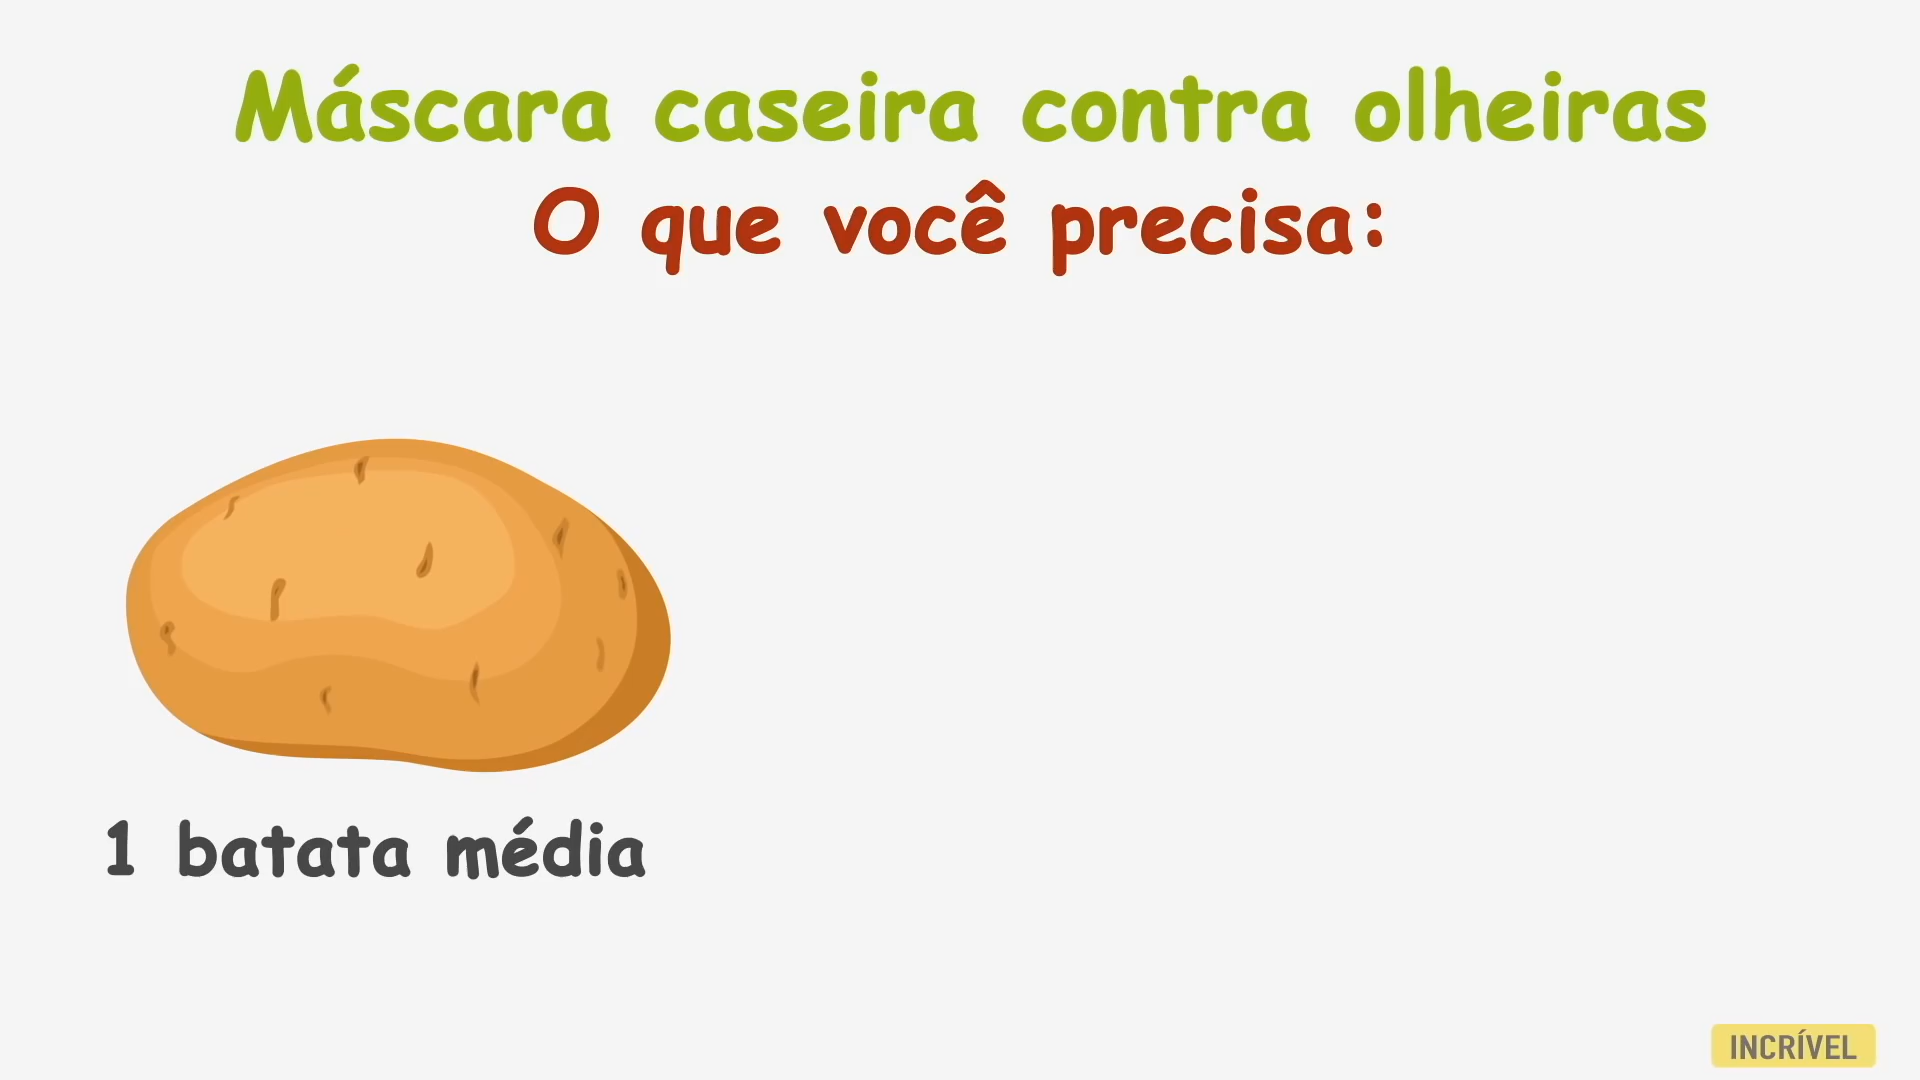 Máscara caseira contra olheiras
O que você precisa:
1 batata média
INCRÍVEL